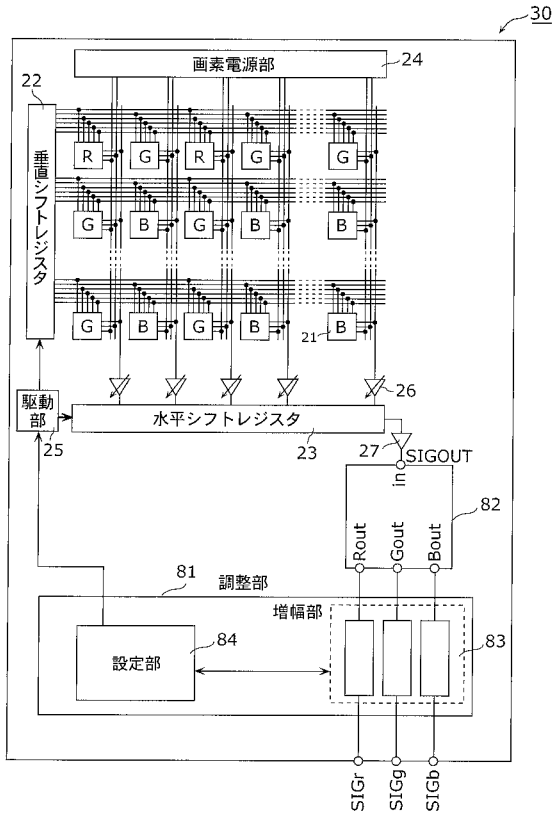 30
画素電源部
24
22
垂直シフトレジスタ
R G R G G
G B G B B
G B G B B
21
26
駆動部
25
水平シフトレジスタ
23
27
SIGOUT
in
82
Rout Gout Bout
81
調整部
増幅部
設定部
84
83
SIGr SIGg SIGb